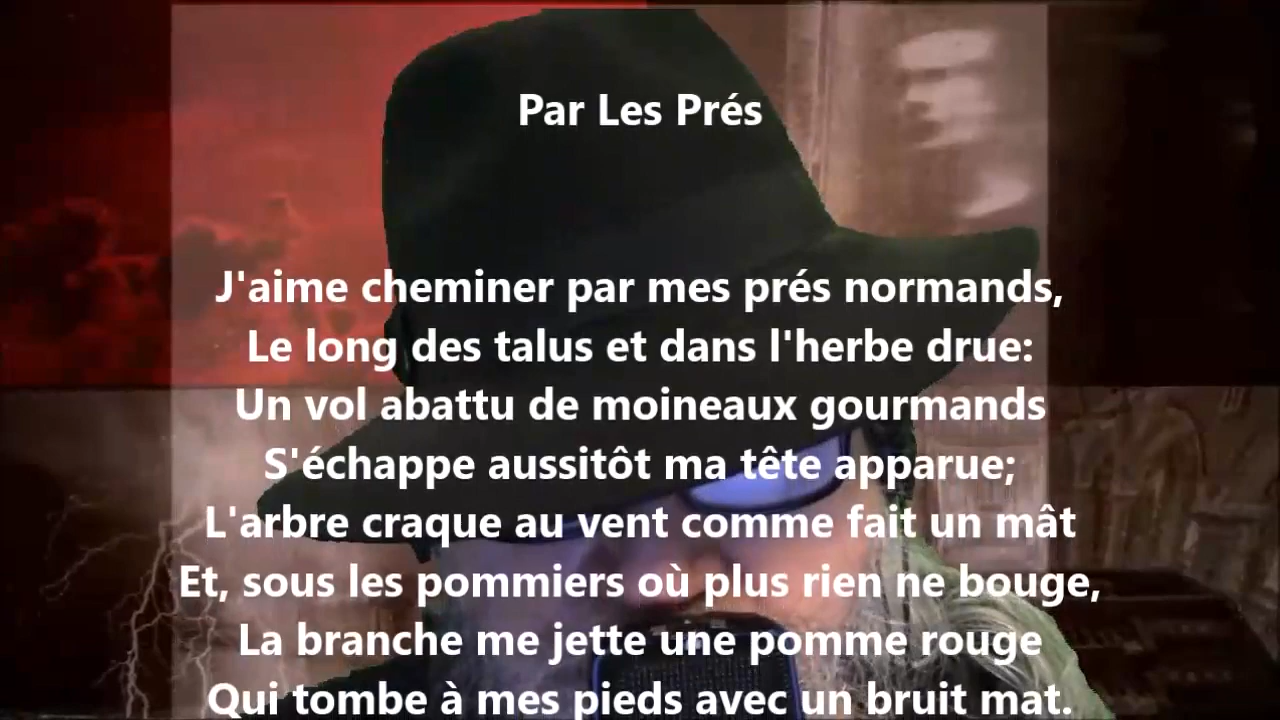 Par Les Prés
J'aime cheminer par mes prés normands,
Le long des talus et dans l'herbe drue:
Un vol abattu de moineaux gourmands
S'échappe aussitôt ma tête apparue;
L'arbre craque au vent comme fait un mât
Et, sous les pommiers où plus rien ne bouge,
La branche me jette une pomme rouge
Qui tombe à mes pieds avec un bruit mat.